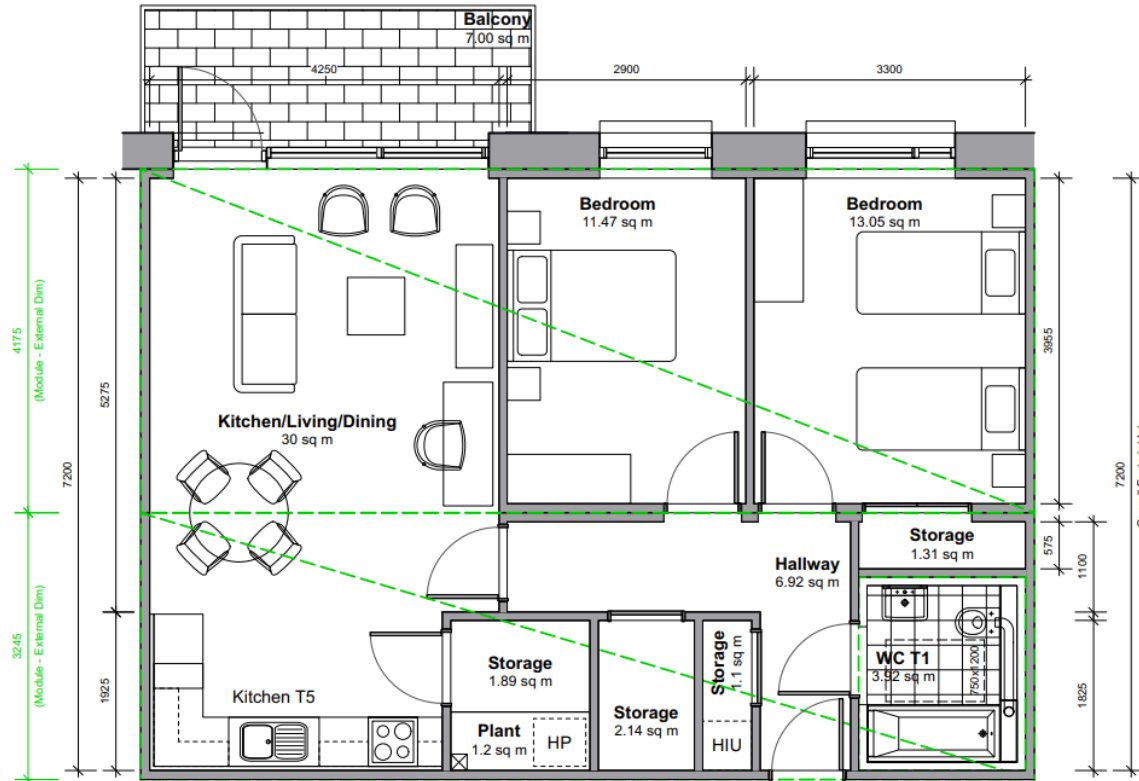 Balcony
7.00 sq m
4250
2900
3300
Bedroom
11.47 sq m
Bedroom
13.05 sq m
4175
(Module - External Dim)
7200
5275
3955
7200
Kitchen/Living/Dining
30 sq m
Storage
1.31 sq m
575
1100
Hallway
6.92 sq m
3245
(Module - External Dim)
1925
Kitchen T5
Storage
1.89 sq m
Plant
1.2 sq m
HP
Storage
2.14 sq m
Storage
1.1 sq m
HIU
WC T1
3.92 sq m
750x1200
1825